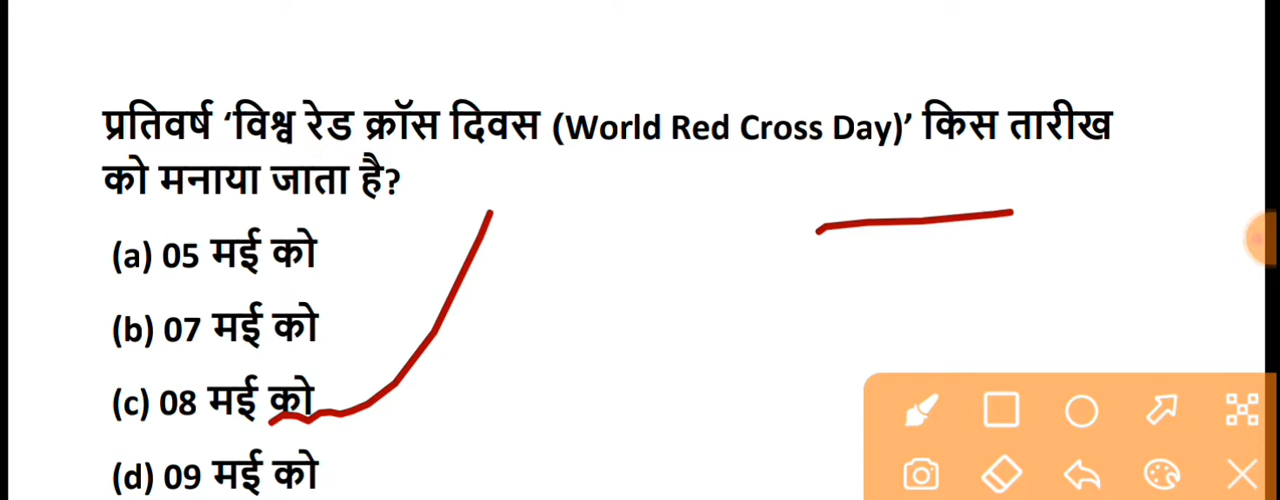 प्रतिवर्ष ‘विश्व रेड क्रॉस दिवस (World Red Cross Day)’ किस तारीख
को मनाया जाता है?
(a) 05 मई को
(b) 07 मई को
(c) 08 मई को
(d) 09 मई को